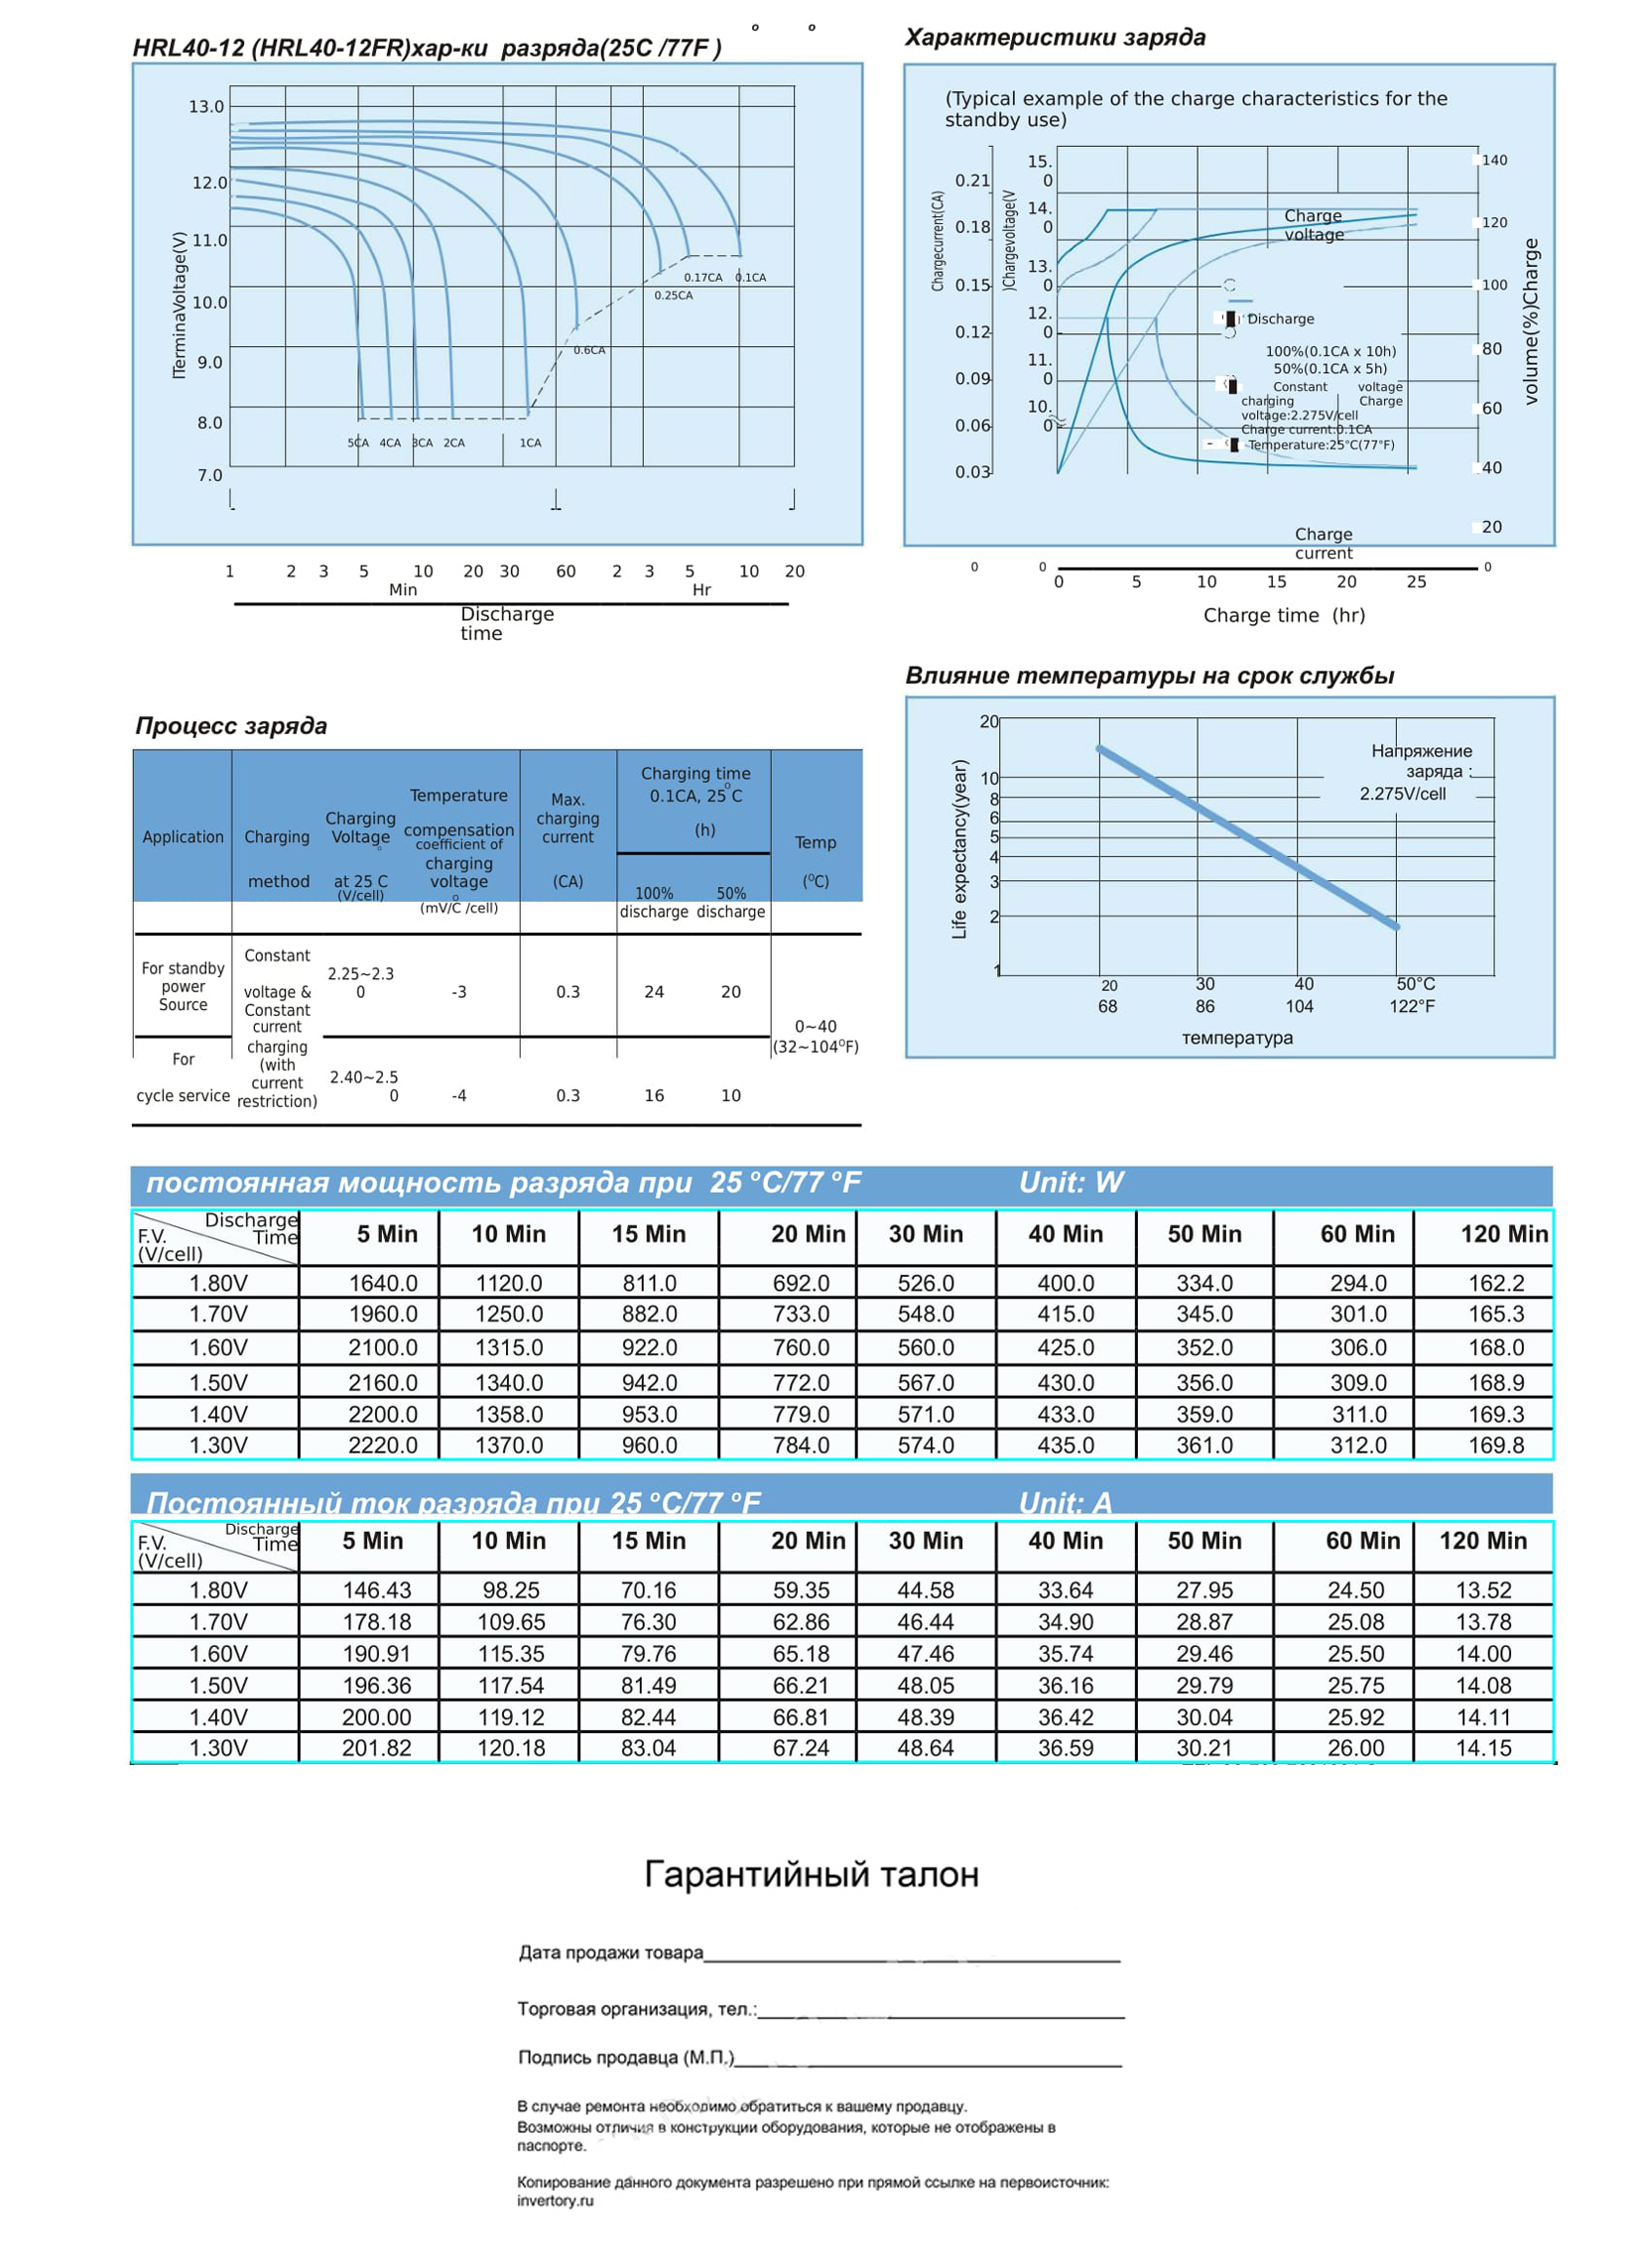 HRL40-12 (HRL40-12FR)хар-ки разряда(25C /77F )
o o
13.0
12.0
11.0
10.0
9.0
8.0
7.0
lTerminaVoltage(V)
0.17CA 0.1CA
0.25CA
0.6CA
5CA 4CA 3CA 2CA 1CA
1 2 3 5 10 20 30 60 2 3 5 10 20
Min Hr
Discharge
time
Характеристики заряда
(Typical example of the charge characteristics for the
standby use)
Chargecurrent(CA)
0.21
0.18
0.15
0.12
0.09
0.06
0.03
0
)Chargevoltage(V
15.
0
14.
0
13.
0
12.
0
11.
0
10.
0
0
140
120
100
80
60
40
20
0
volume(%)Charge
Charge
voltage
Discharge
100%(0.1CA x 10h)
50%(0.1CA x 5h)
Constant voltage
charging Charge
voltage:2.275V/cell
Charge current:0.1CA
Temperature:25°C(77°F)
Charge
current
0 5 10 15 20 25
Charge time (hr)
Процесс заряда
Application
Charging
method
Charging
Voltage
o
at 25 C
(V/cell)
Temperature
compensation
coefficient of
charging
voltage
o
(mV/C /cell)
Max.
charging
current
(CA)
Charging time
0.1CA, 25°C
(h)
100% 50%
discharge discharge
Temp
(°C)
For standby
power
Source
Constant
voltage &
Constant
current
charging
(with
current
restriction)
2.25~2.3
0
-3 0.3 24 20
0~40
(32~104°F)
For
cycle service
2.40~2.5
0
-4 0.3 16 10
Влияние температуры на срок службы
Life expectancy(year)
20
10
8
6
5
4
3
2
1
Напряжение
заряда :
2.275V/cell
20 30 40 50°C
68 86 104 122°F
температура
постоянная мощность разряда при 25 °C/77 °F Unit: W
Discharge
Time
F.V.
(V/cell)
5 Min 10 Min 15 Min 20 Min 30 Min 40 Min 50 Min 60 Min 120 Min
1.80V 1640.0 1120.0 811.0 692.0 526.0 400.0 334.0 294.0 162.2
1.70V 1960.0 1250.0 882.0 733.0 548.0 415.0 345.0 301.0 165.3
1.60V 2100.0 1315.0 922.0 760.0 560.0 425.0 352.0 306.0 168.0
1.50V 2160.0 1340.0 942.0 772.0 567.0 430.0 356.0 309.0 168.9
1.40V 2200.0 1358.0 953.0 779.0 571.0 433.0 359.0 311.0 169.3
1.30V 2220.0 1370.0 960.0 784.0 574.0 435.0 361.0 312.0 169.8
Постоянный ток разряда при 25 °C/77 °F Unit: A
Discharge
Time
F.V.
(V/cell)
5 Min 10 Min 15 Min 20 Min 30 Min 40 Min 50 Min 60 Min 120 Min
1.80V 146.43 98.25 70.16 59.35 44.58 33.64 27.95 24.50 13.52
1.70V 178.18 109.65 76.30 62.86 46.44 34.90 28.87 25.08 13.78
1.60V 190.91 115.35 79.76 65.18 47.46 35.74 29.46 25.50 14.00
1.50V 196.36 117.54 81.49 66.21 48.05 36.16 29.79 25.75 14.08
1.40V 200.00 119.12 82.44 66.81 48.39 36.42 30.04 25.92 14.11
1.30V 201.82 120.18 83.04 67.24 48.64 36.59 30.21 26.00 14.15
Гарантийный талон
Дата продажи товара
Торговая организация, тел.:
Подпись продавца (М.П.)
В случае ремонта необходимо обратиться к вашему продавцу.
Возможны отличия в конструкции оборудования, которые не отображены в
паспорте.
Копирование данного документа разрешено при прямой ссылке на первоисточник:
invertory.ru